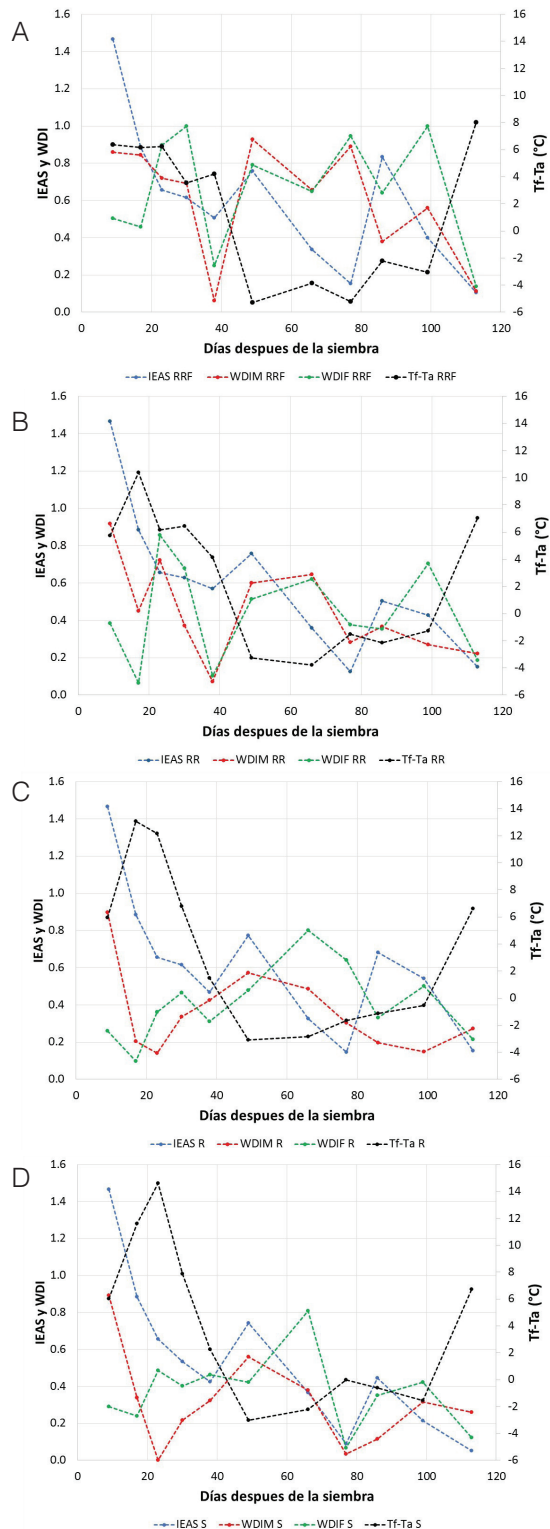 A
1.6 16
1.4 14
12
1.2 10
1.0 8
0.8 6
4
0.6 2
0.4 0
-2
0.2 -4
0.0 -6
0 20 40 60 80 100 120
IEAS y WDI
Tf-Ta (°C)
Días despues de la siembra
IEAS RRF WDIM RRF WDIF RRF Tf-Ta RRF
B
1.6 16
1.4 14
12
1.2 10
1.0 8
0.8 6
4
0.6 2
0.4 0
-2
0.2 -4
0.0 -6
0 20 40 60 80 100 120
IEAS y WDI
Tf-Ta (°C)
Días despues de la siembra
IEAS RR WDIM RR WDIF RR Tf-Ta RR
C
1.6 16
1.4 14
12
1.2 10
1.0 8
0.8 6
4
0.6 2
0.4 0
-2
0.2 -4
0.0 -6
0 20 40 60 80 100 120
IEAS y WDI
Tf-Ta (°C)
Días despues de la siembra
IEAS R WDIM R WDIF R Tf-Ta R
D
1.6 16
1.4 14
12
1.2 10
1.0 8
0.8 6
4
0.6 2
0.4 0
-2
0.2 -4
0.0 -6
0 20 40 60 80 100 120
IEAS y WDI
Tf-Ta (°C)
Días despues de la siembra
IEAS S WDIM S WDIF S Tf-Ta S